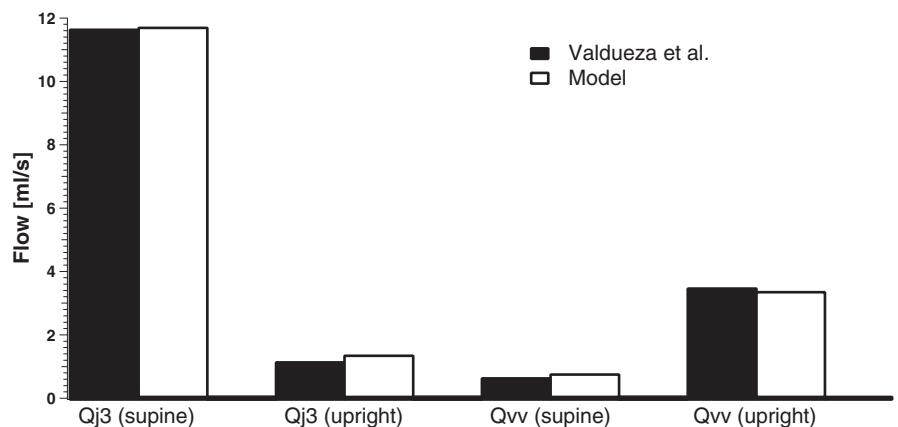 12
10
8
6
4
2
0
Flow [ml/s]
Valdueza et al.
Model
Qj3 (supine)
Qj3 (upright)
Qvv (supine)
Qvv (upright)